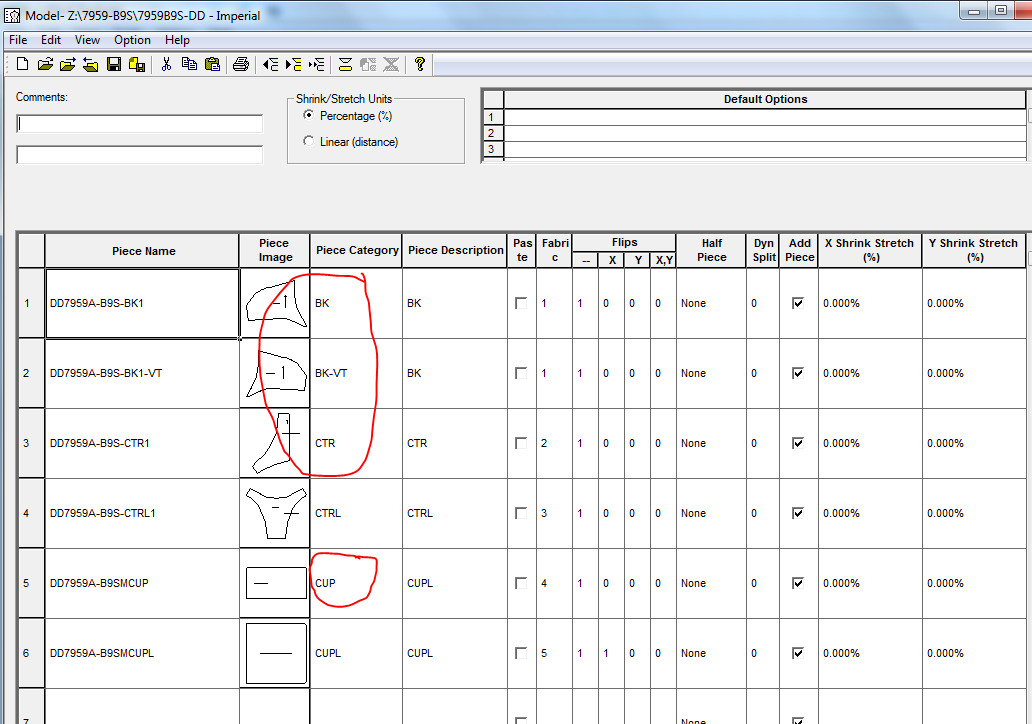 Model- Z:\7959-B9S\7959B9S-DD - Imperial
File Edit View Option Help
Comments:
Shrink/Stretch Units
Percentage (%)
Linear (distance)
Default Options
1
2
3
Piece Name Piece Image Piece Category Piece Description Pas te Fabri c Flips -- X Y X,Y Half Piece Dyn Split Add Piece X Shrink Stretch (%) Y Shrink Stretch (%)
1 DD7959A-B9S-BK1 1 BK BK 1 1 0 0 0 None 0 0.000% 0.000%
2 DD7959A-B9S-BK1-VT 1 BK-VT BK 1 1 0 0 0 None 0 0.000% 0.000%
3 DD7959A-B9S-CTR1 1 CTR CTR 2 1 0 0 0 None 0 0.000% 0.000%
4 DD7959A-B9S-CTRL1 CTRL CTRL 3 1 0 0 0 None 0 0.000% 0.000%
5 DD7959A-B9SMCUP CUP CUPL 4 1 0 0 0 None 0 0.000% 0.000%
6 DD7959A-B9SMCUPL CUPL CUPL 5 1 1 0 0 None 0 0.000% 0.000%
7 None